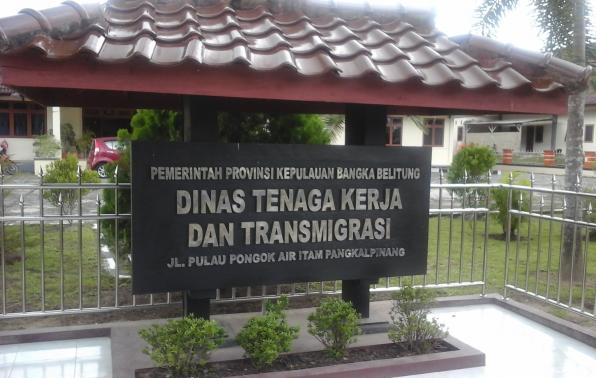 PEMERINTAH PROVINSI KEPULAUAN BANGKA BELITUNG
DINAS TENAGA KERJA
DAN TRANSMIGRASI
JL. PULAU PONGOK AIR ITAM PANGKALPINANG